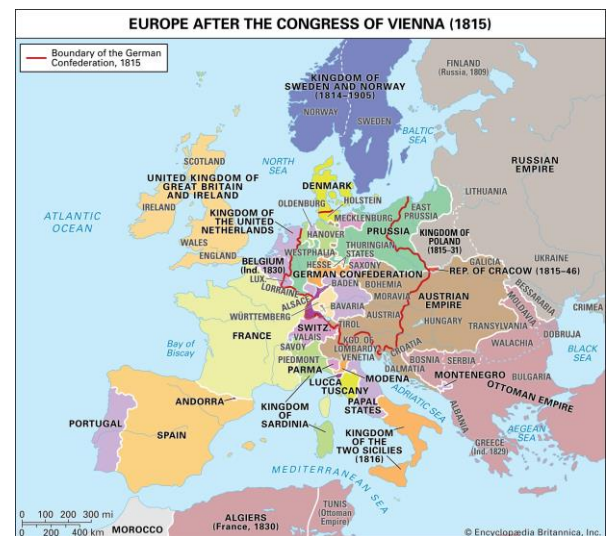 EUROPE AFTER THE CONGRESS OF VIENNA (1815)
Boundary of the German
Confederation, 1815
FINLAND
(Russia, 1809)
KINGDOM OF
SWEDEN AND NORWAY
(1814–1905)
NORWAY
SWEDEN
BALTIC
SEA
NORTH
SEA
SCOTLAND
RUSSIAN
EMPIRE
UNITED KINGDOM OF
GREAT BRITAIN
AND IRELAND
DENMARK
LITHUANIA
IRELAND
OLDENBURG
HOLSTEIN
MECKLENBURG
EAST
PRUSSIA
ATLANTIC
OCEAN
KINGDOM OF
THE UNITED
NETHERLANDS
HANOVER
PRUSSIA
KINGDOM OF
POLAND
(1815-31)
WALES
ENGLAND
WESTPHALIA
THURINGIAN
STATES
BELGIUM
(Ind. 1830)
HESSE
SAXONY
GALICIA
UKRAINE
GERMAN CONFEDERATION
REP. OF CRACOW (1815–46)
LUX.
LORRAINE
BADEN
BOHEMIA
MORAVIA
AUSTRIAN
EMPIRE
BESSARABIA
MOLDAVIA
CRIMEA
ALSACE
WÜRTTEMBERG
BAVARIA
AUSTRIA
HUNGARY
TRANSYLVANIA
FRANCE
SWITZ
VALAIS
TIROL
Bay of
Biscay
SAVOY
KGD. OF
LOMBARDY
VENETIA
CROATIA
WALACHIA
DOBRUJA
PIEDMONT
PARMA
DALMATIA
BOSNIA
SERBIA
BLACK
SEA
LUCCA
MODENA
MONTENEGRO
BULGARIA
TUSCANY
PAPAL
STATES
ADRIATIC SEA
OTTOMAN EMPIRE
ANDORRA
PORTUGAL
SPAIN
KINGDOM
OF
SARDINIA
ALBANIA
KINGDOM
OF THE
TWO SICILIES
(1816)
GREECE
(Ind. 1829)
AEGEAN
SEA
MEDITERRANEAN SEA
0 100 200 300 mi
0 200 400 km
MOROCCO
ALGIERS
(France, 1830)
TUNIS
(Ottoman
Empire)
© Encyclopædia Britannica, Inc.